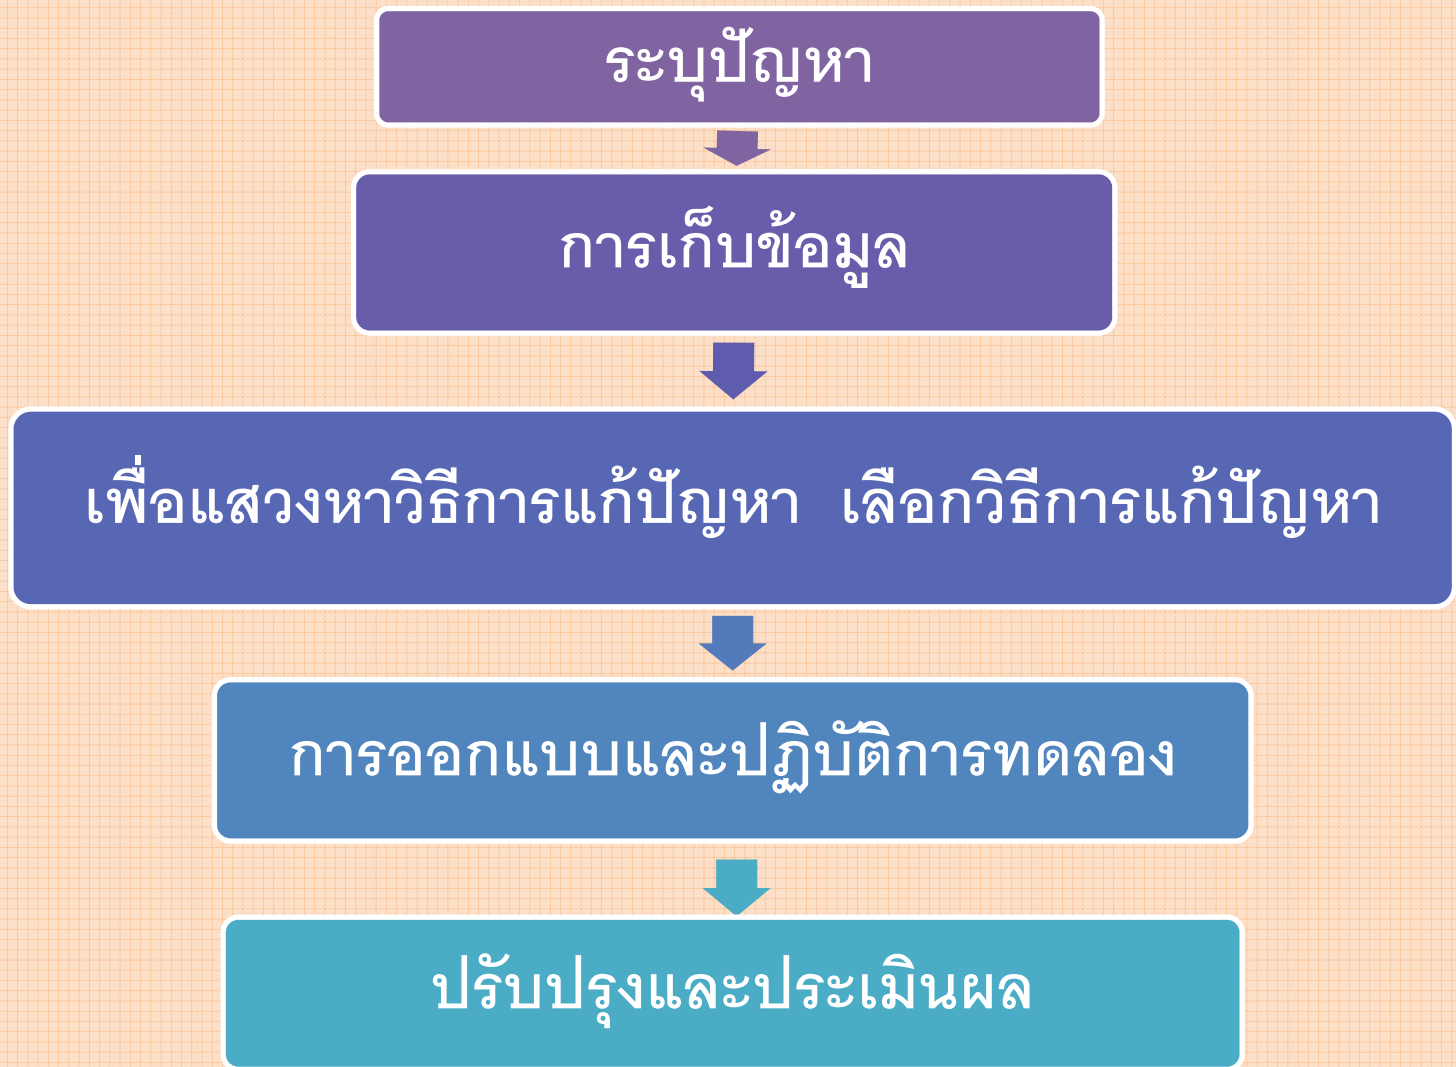 ระบุปัญหา
การเก็บข้อมูล
เพื่อแสวงหาวิธีการแก้ปัญหา เลือกวิธีการแก้ปัญหา
การออกแบบและปฏิบัติการทดลอง
ปรับปรุงและประเมินผล